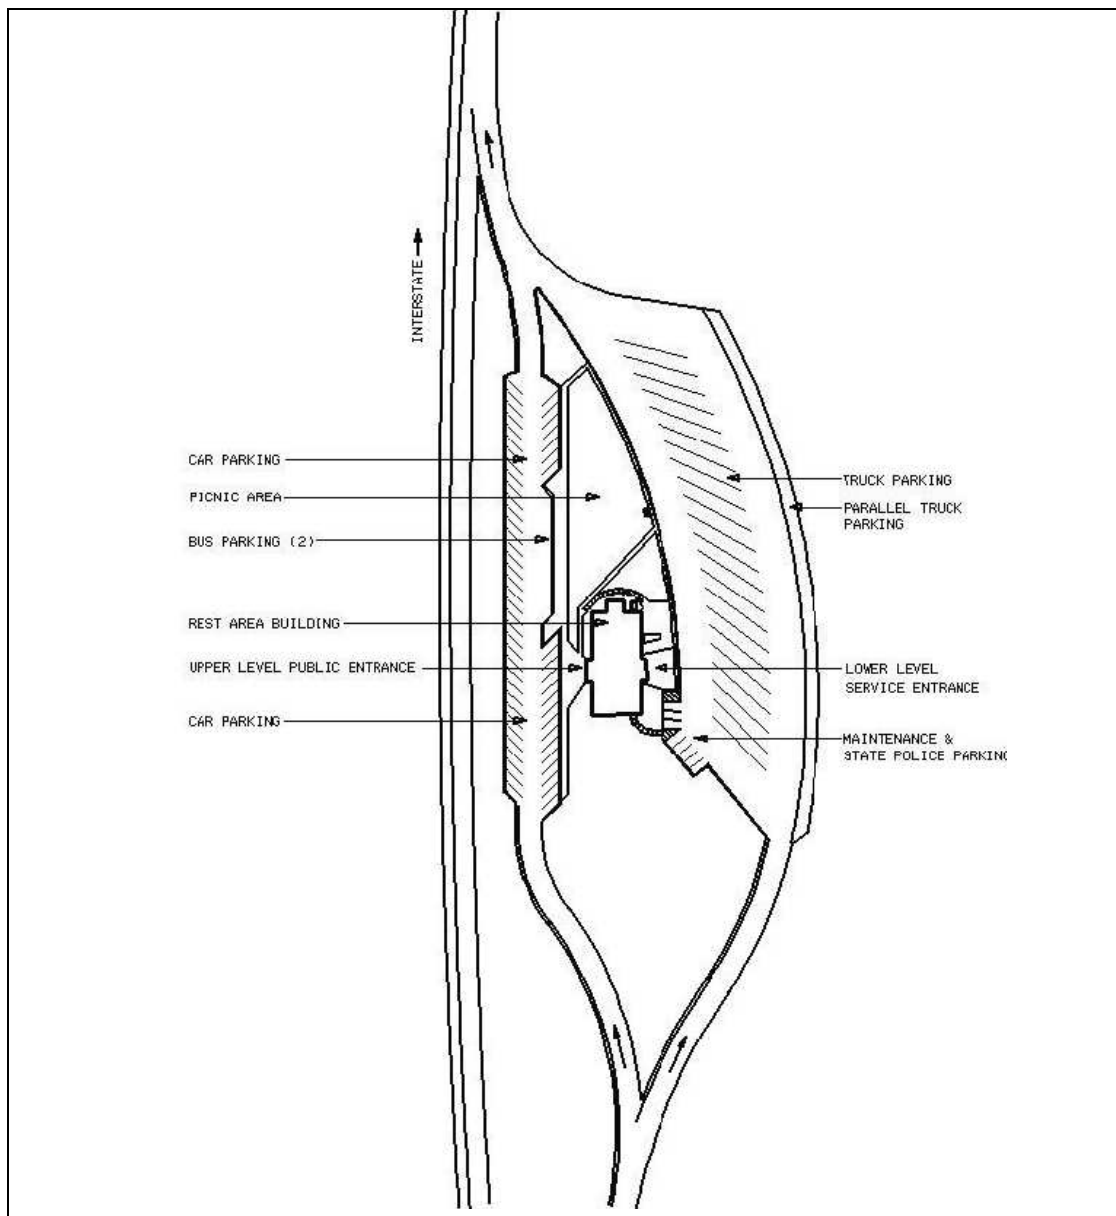 INTERSTATE
CAR PARKING
PICNIC AREA
BUS PARKING (2)
REST AREA BUILDING
UPPER LEVEL PUBLIC ENTRANCE
CAR PARKING
TRUCK PARKING
PARALLEL TRUCK
PARKING
LOWER LEVEL
SERVICE ENTRANCE
MAINTENANCE &
STATE POLICE PARKING